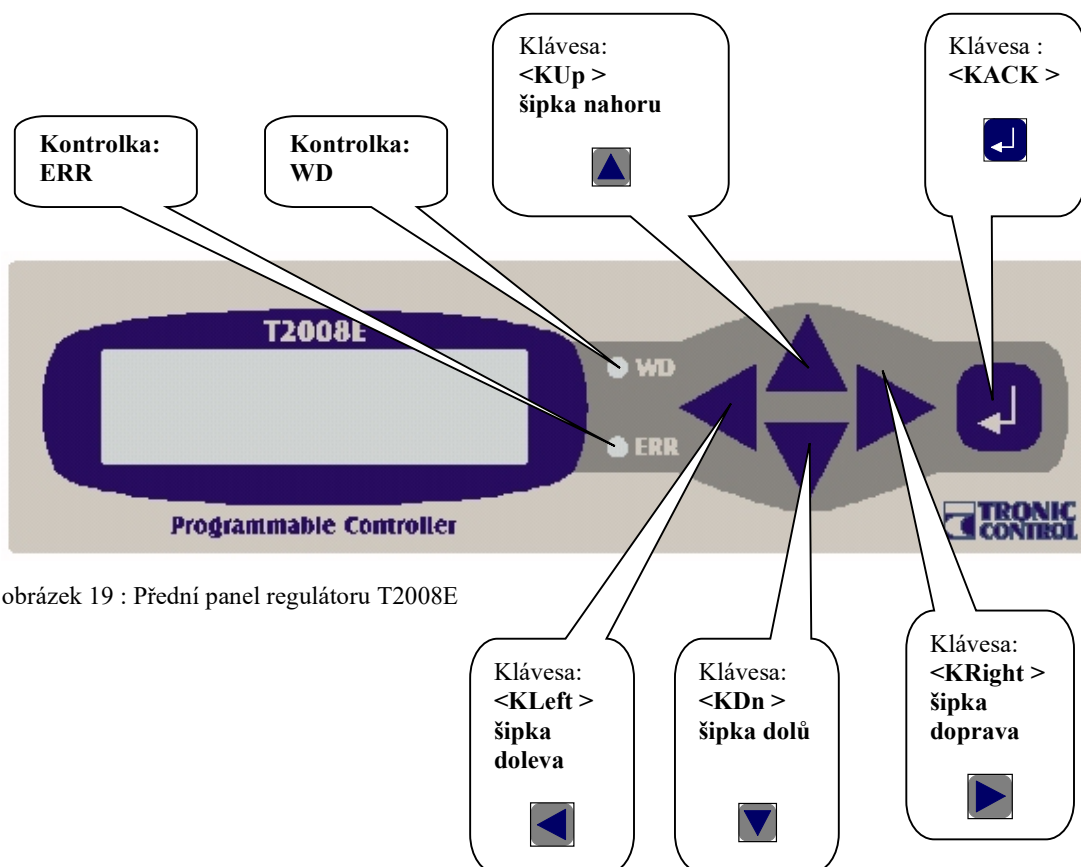 Klávesa:
<KUp >
šipka nahoru
Klávesa :
<KACK >
Kontrolka:
ERR
Kontrolka:
WD
T2008E
WD
ERR
Programmable Controller
TRONIC
CONTROL
obrázek 19 : Přední panel regulátoru T2008E
Klávesa:
<KLeft >
šipka
doleva
Klávesa:
<KDn >
šipka dolů
Klávesa:
<KRight >
šipka
doprava